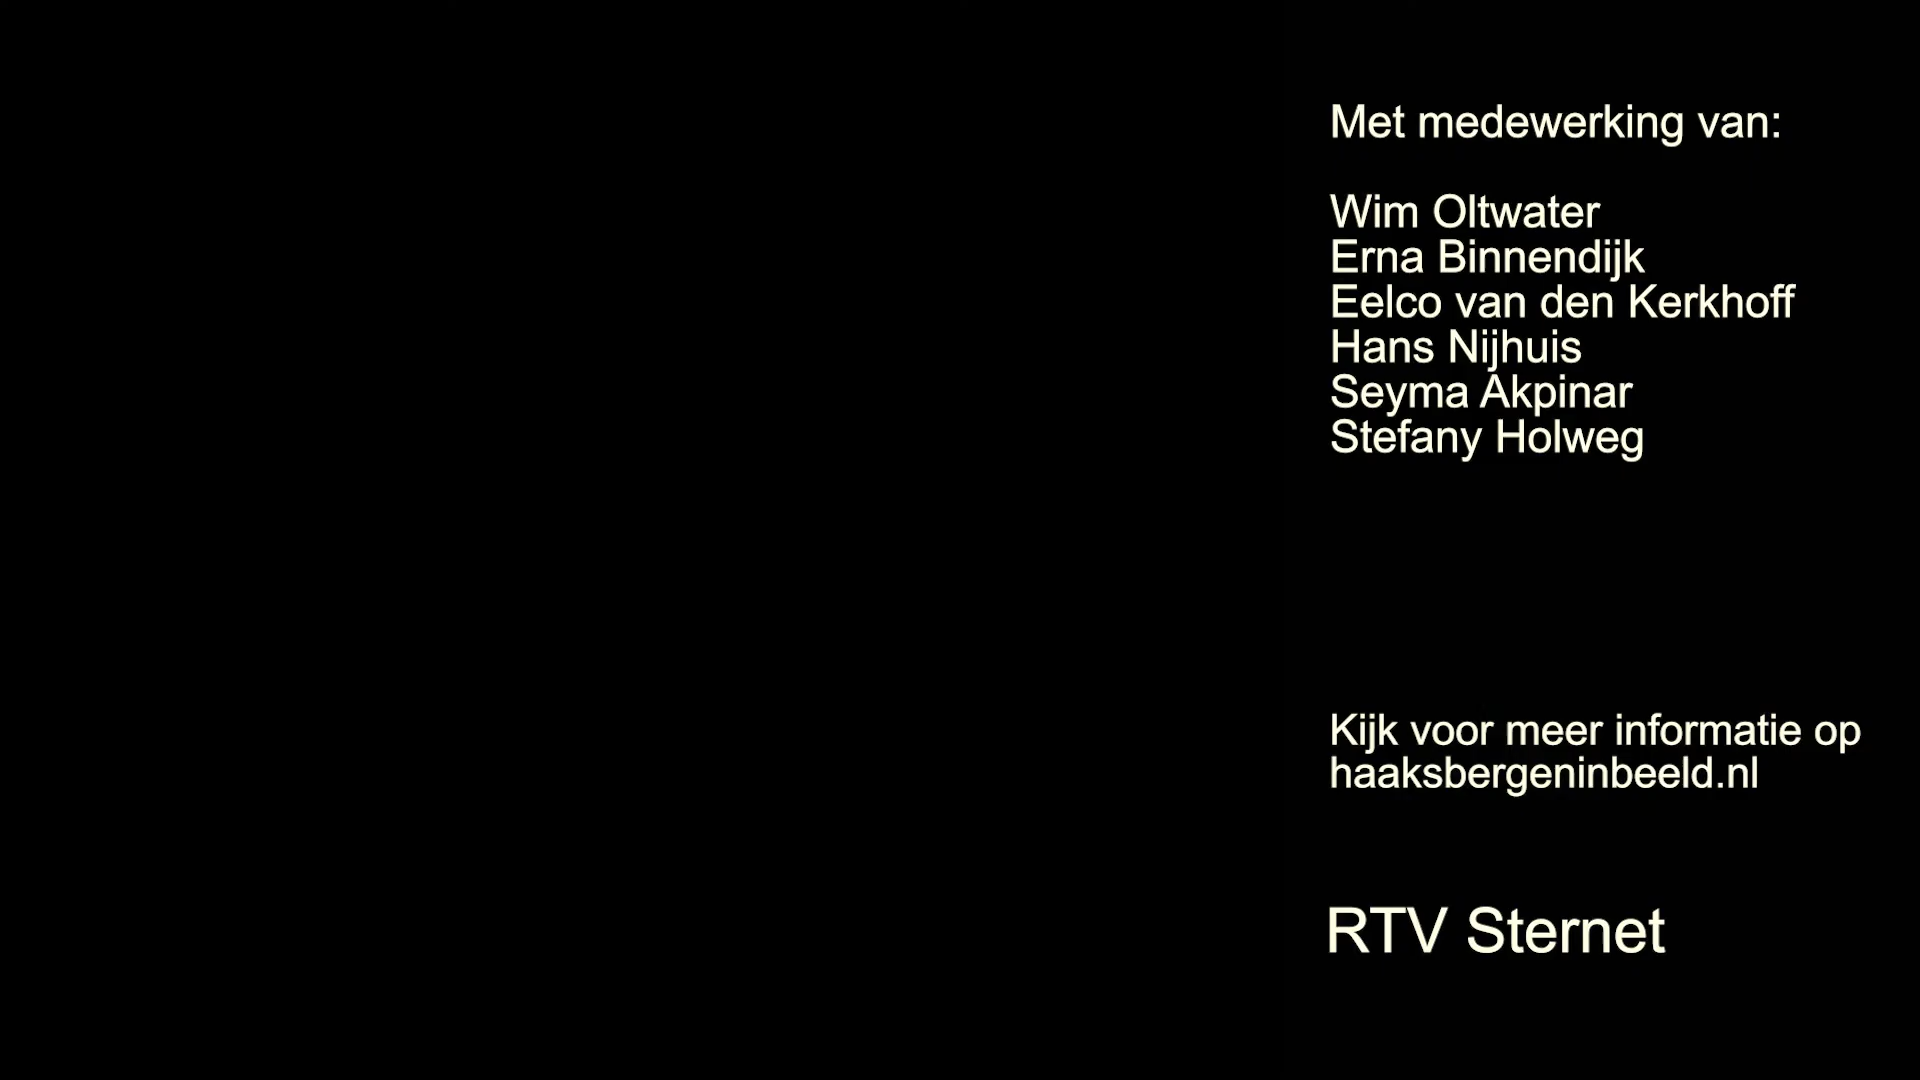 Met medewerking van:
Wim Oltwater
Erna Binnendijk
Eelco van den Kerkhoff
Hans Nijhuis
Seyma Akpinar
Stefany Holweg
Kijk voor meer informatie op
haaksbergeninbeeld.nl
RTV Sternet